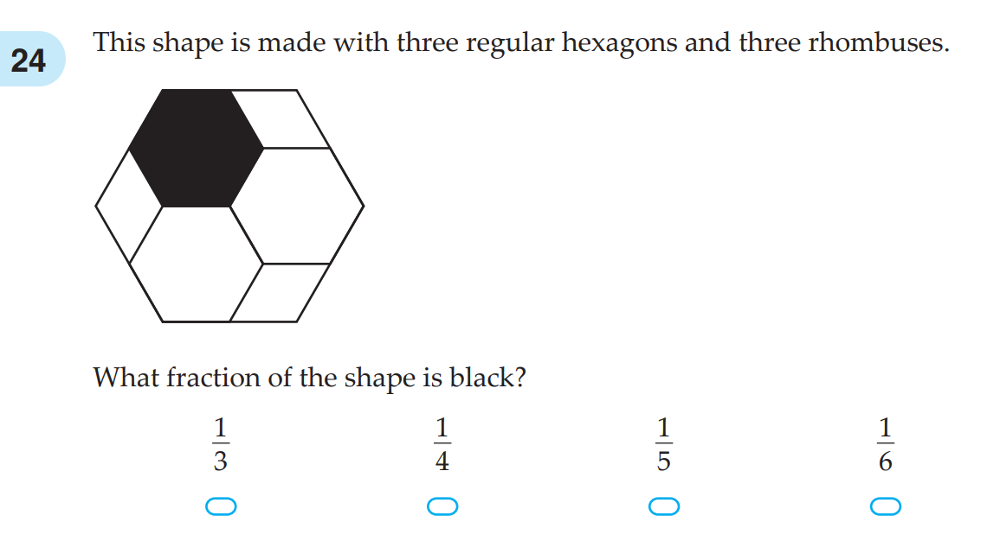 24
This shape is made with three regular hexagons and three rhombuses.
What fraction of the shape is black?
1/3 1/4 1/5 1/6